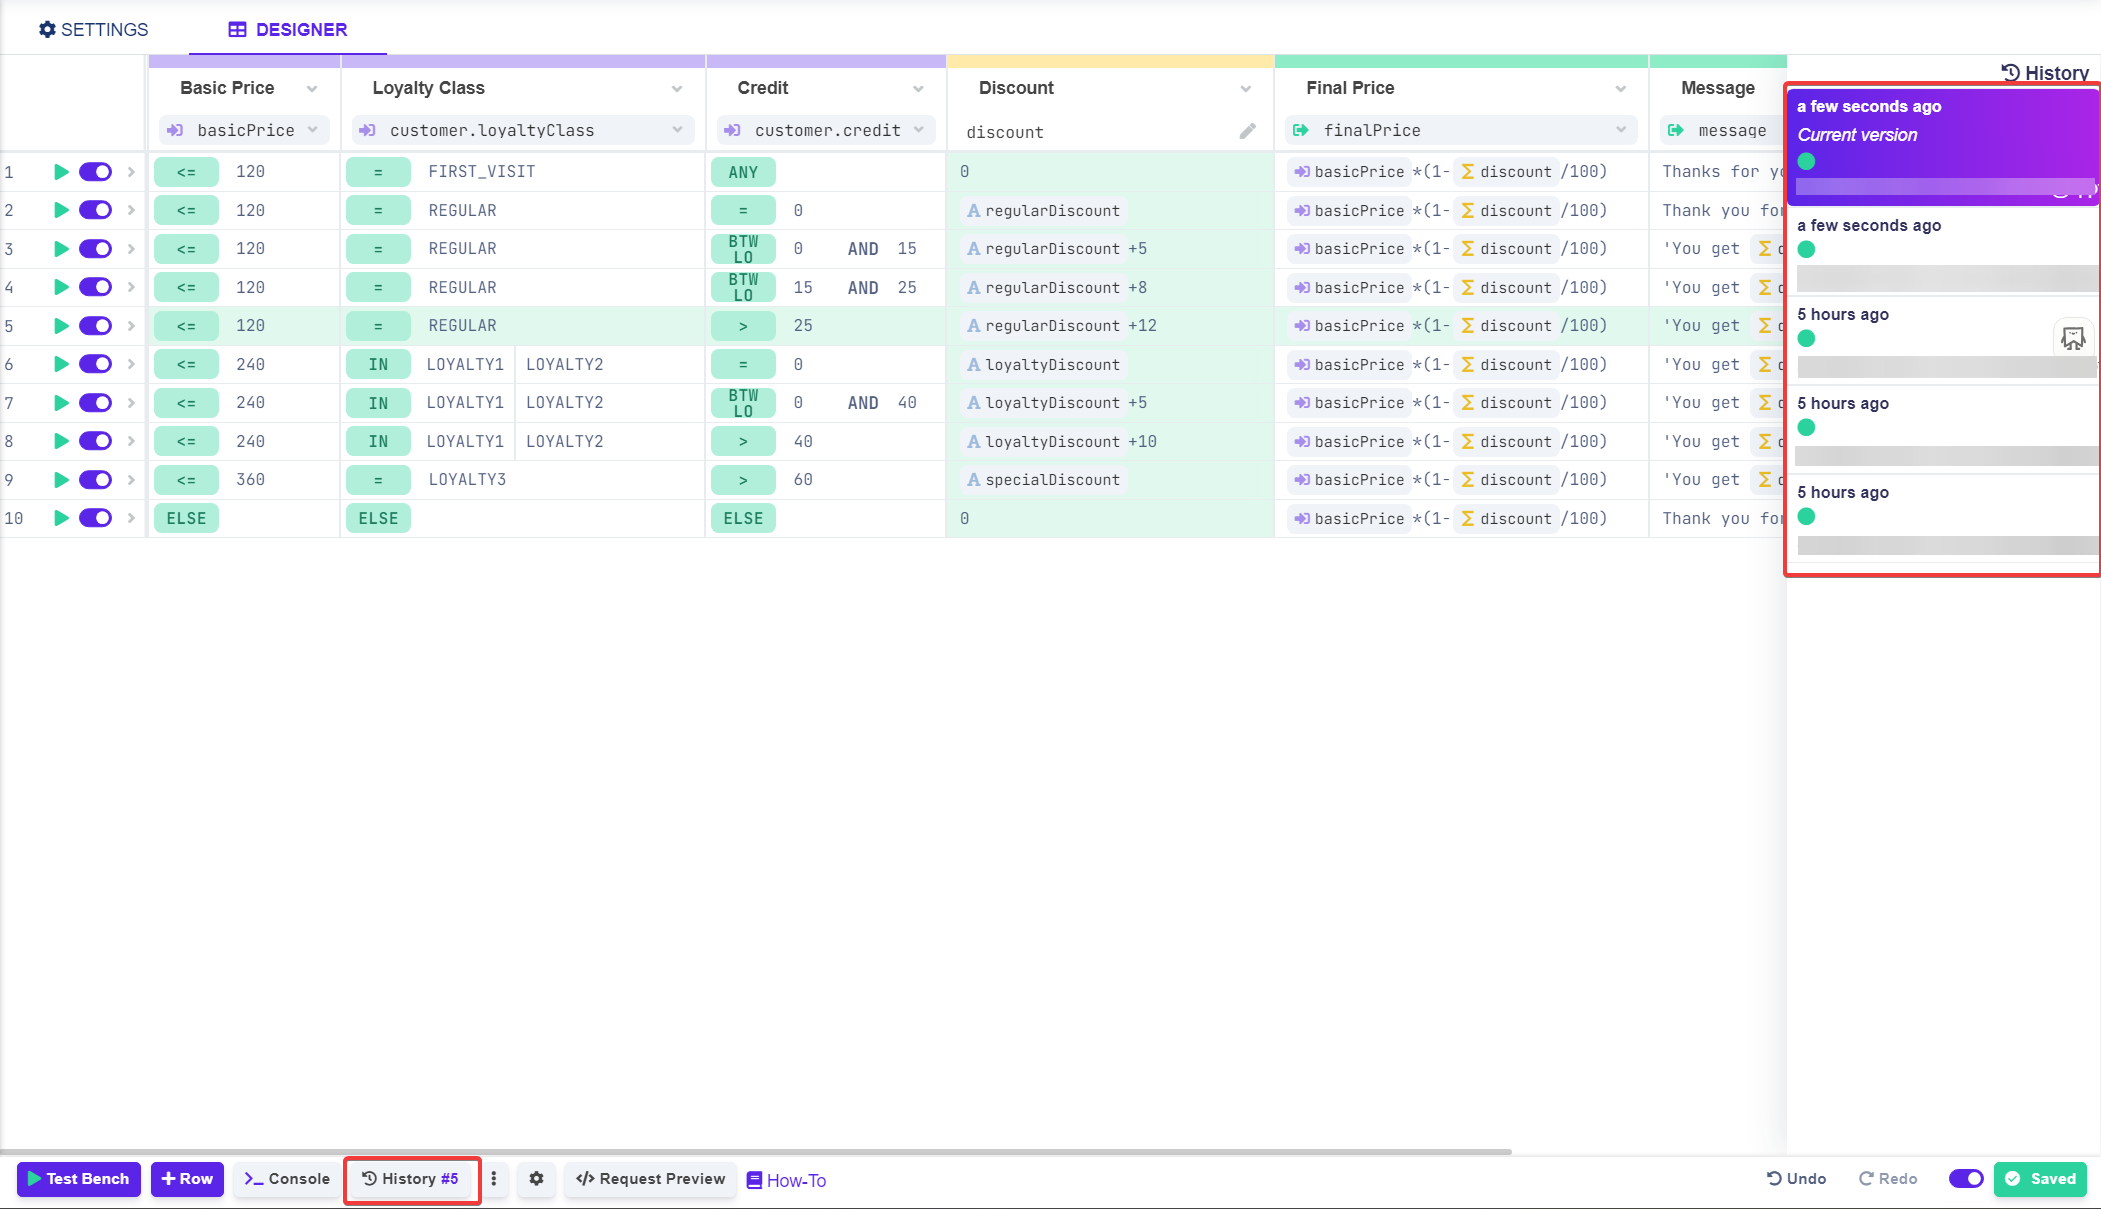 SETTINGS DESIGNER
Basic Price Loyalty Class Credit Discount Final Price Message
basicPrice customer.loyaltyClass customer.credit discount finalPrice message
1 <= 120 = FIRST_VISIT ANY 0 basicPrice *(1- Σ discount /100) Thanks for
2 <= 120 = REGULAR = 0 A regularDiscount basicPrice *(1- Σ discount /100) Thank you for
3 <= 120 = REGULAR BTW LO 0 AND 15 A regularDiscount +5 basicPrice *(1- Σ discount /100) 'You get Σ
4 <= 120 = REGULAR BTW LO 15 AND 25 A regularDiscount +8 basicPrice *(1- Σ discount /100) 'You get Σ
5 <= 120 = REGULAR > 25 A regularDiscount +12 basicPrice *(1- Σ discount /100) 'You get Σ
6 <= 240 IN LOYALTY1 LOYALTY2 = 0 A loyaltyDiscount basicPrice *(1- Σ discount /100) 'You get Σ
7 <= 240 IN LOYALTY1 LOYALTY2 BTW LO 0 AND 40 A loyaltyDiscount +5 basicPrice *(1- Σ discount /100) 'You get Σ
8 <= 240 IN LOYALTY1 LOYALTY2 > 40 A loyaltyDiscount +10 basicPrice *(1- Σ discount /100) 'You get Σ
9 <= 360 = LOYALTY3 > 60 A specialDiscount basicPrice *(1- Σ discount /100) 'You get Σ
10 ELSE ELSE ELSE 0 basicPrice *(1- Σ discount /100) Thank you for
History
a few seconds ago
Current version
a few seconds ago
5 hours ago
5 hours ago
5 hours ago
Test Bench + Row >_ Console History #5 </> Request Preview How-To Undo Redo Saved